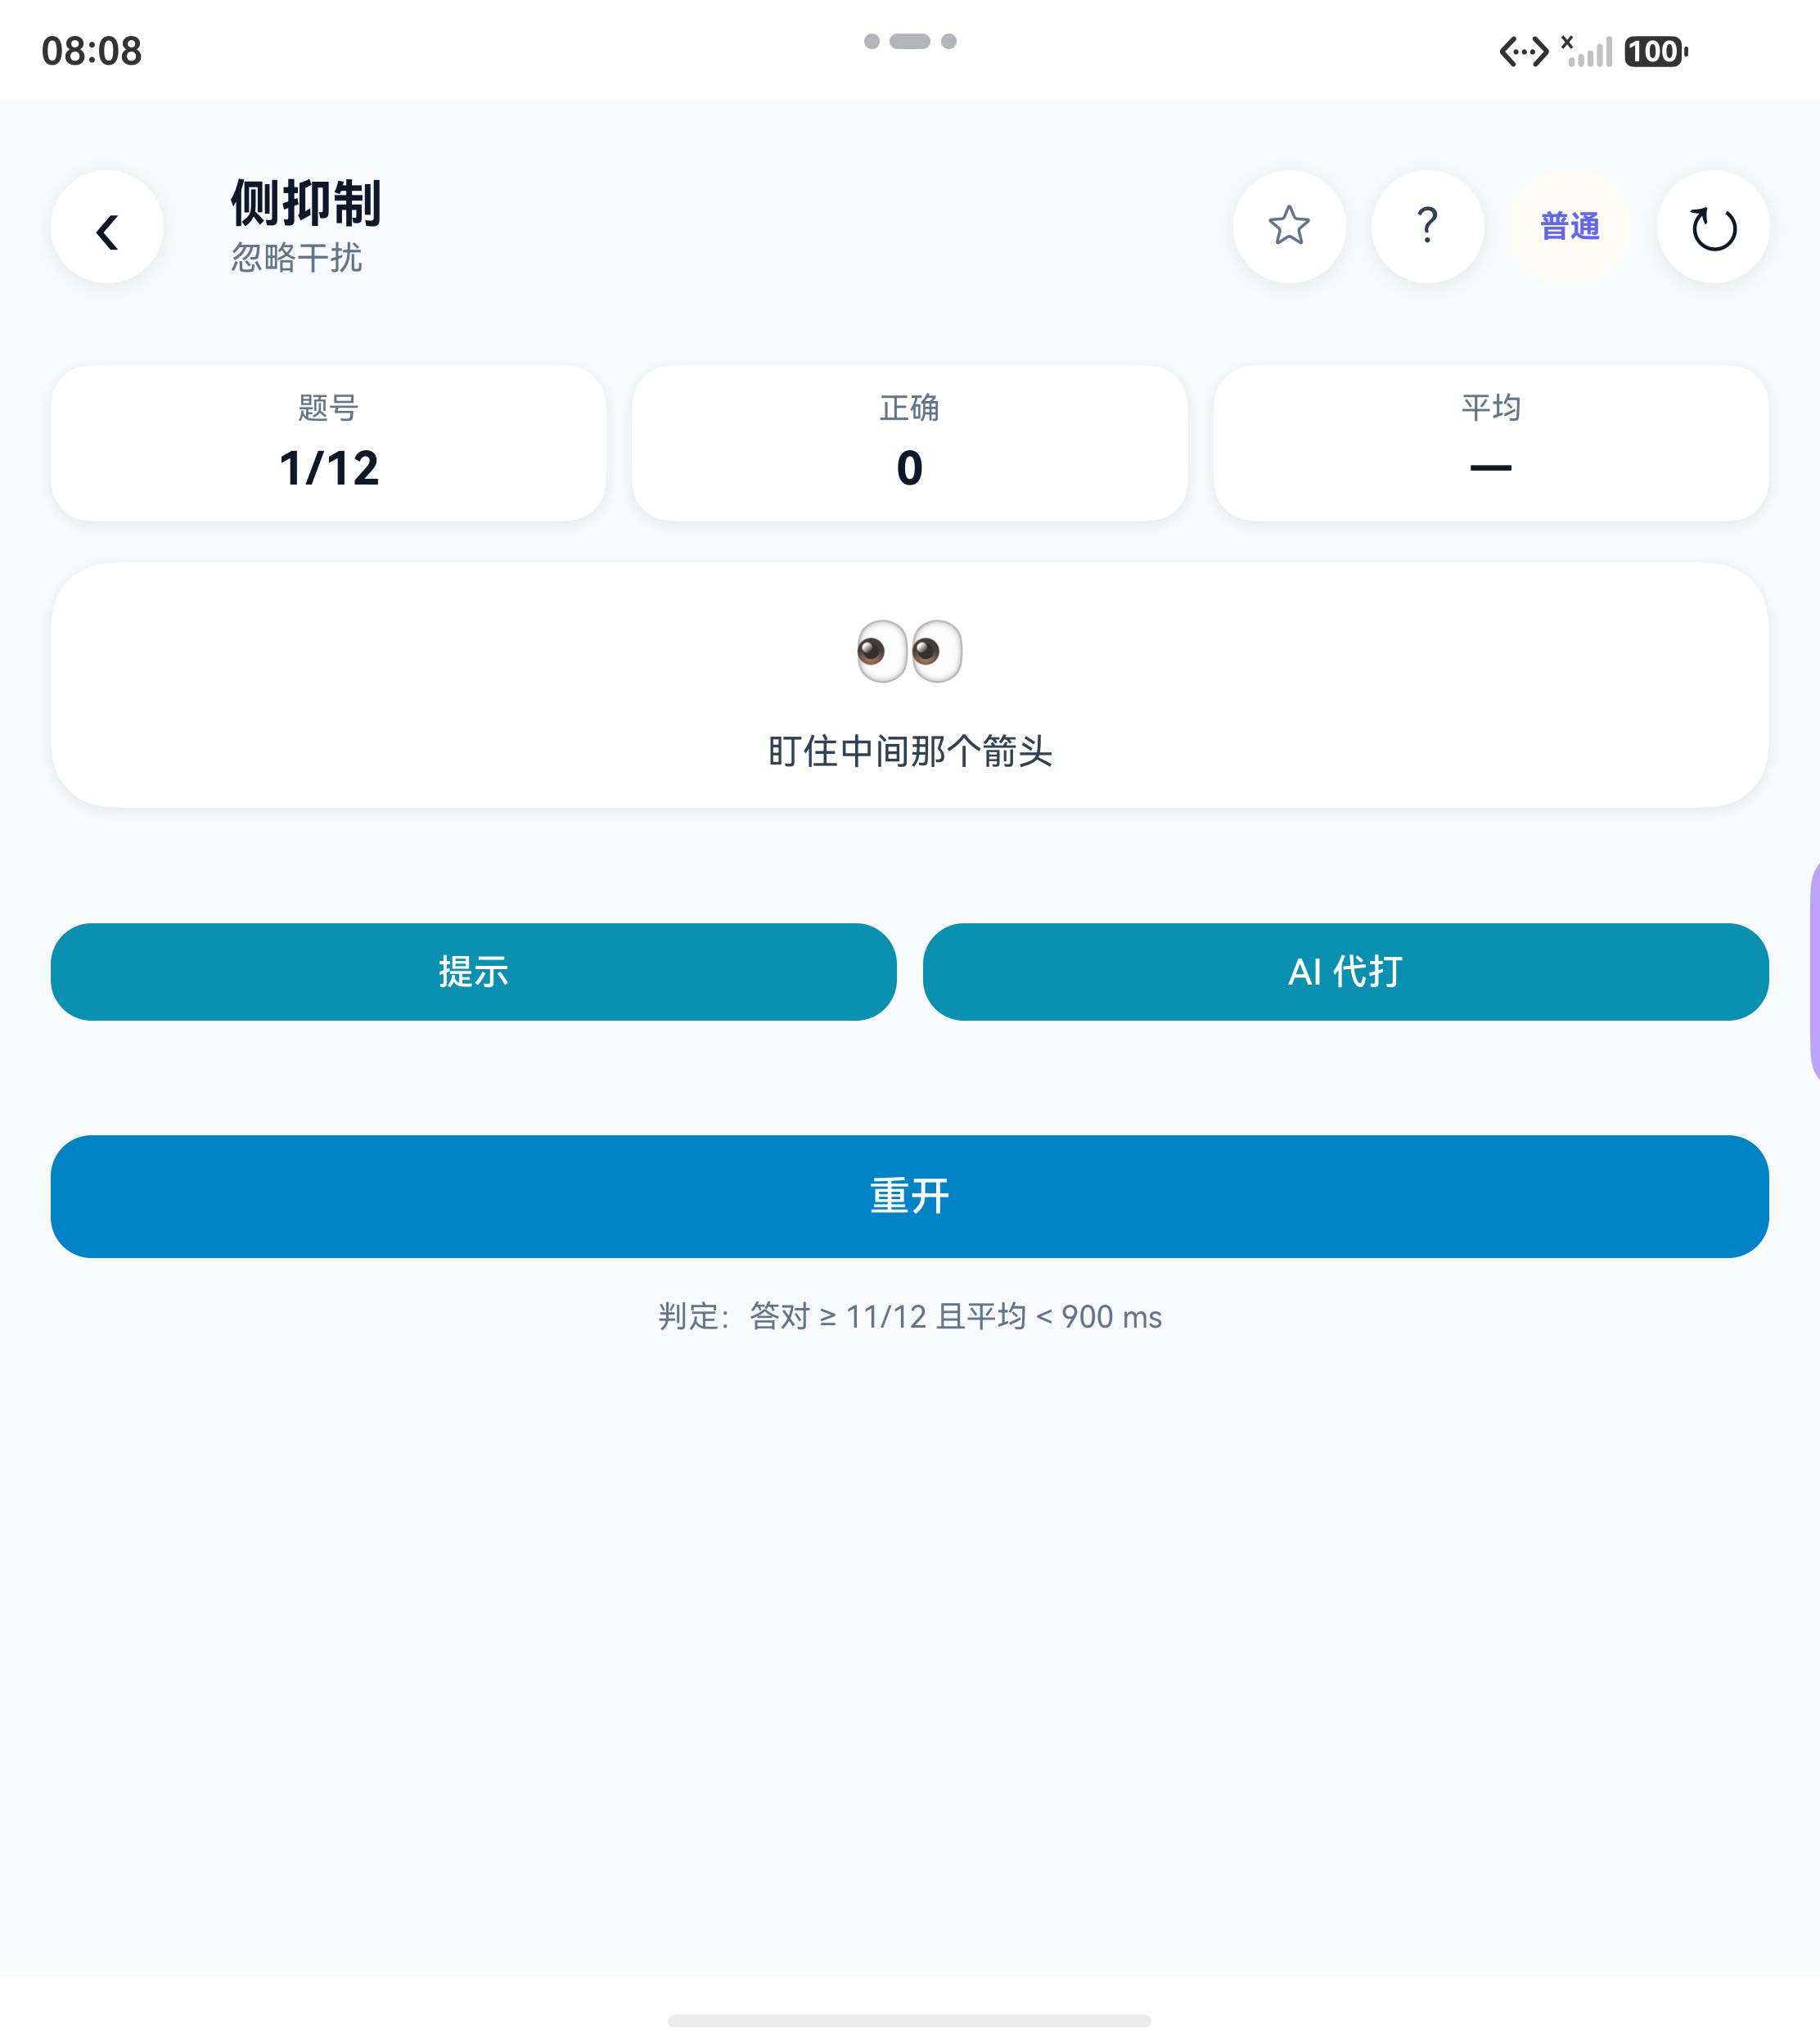 08:08
100
侧抑制
忽略干扰
?
普通
题号
1/12
正确
0
平均
—
盯住中间那个箭头
提示
AI 代打
重开
判定：答对 ≥ 11/12 且平均 < 900 ms